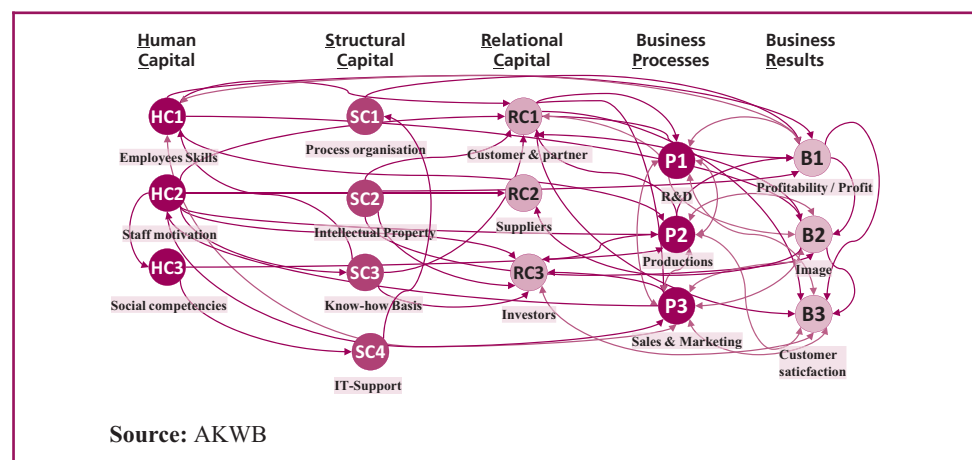 Human Capital
Structural Capital
Relational Capital
Business Processes
Business Results
HC1
SC1
RC1
P1
B1
Employees Skills
Process organisation
Customer & partner
R&D
Profitability / Profit
HC2
SC2
RC2
P2
B2
Staff motivation
Intellectual Property
Suppliers
Productions
Image
HC3
SC3
RC3
P3
B3
Social competencies
Know-how Basis
Investors
Sales & Marketing
Customer
saticfaction
SC4
IT-Support
Source: AKWB